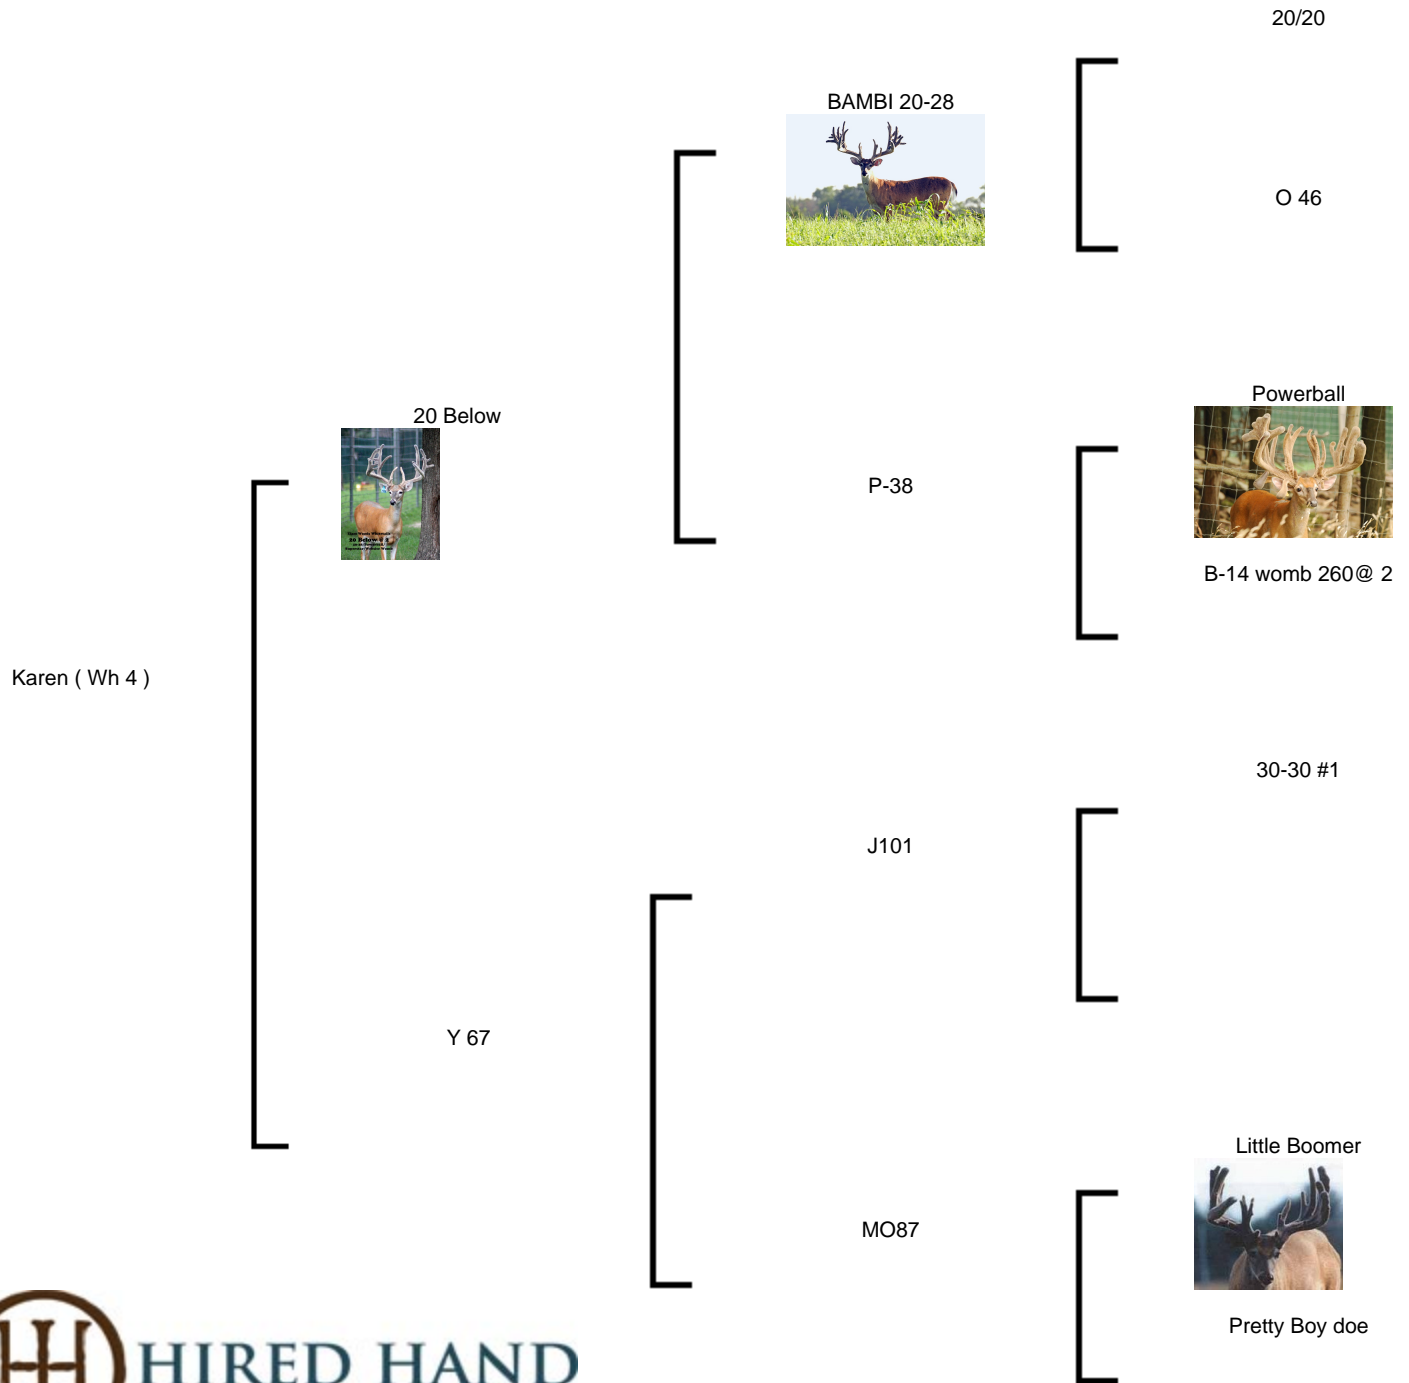 20/20
BAMBI 20-28
O 46
Powerball
20 Below
P-38
B-14 womb 260@ 2
Karen ( Wh 4 )
30-30 #1
J101
Y 67
Little Boomer
MO87
Pretty Boy doe
HIRED HAND